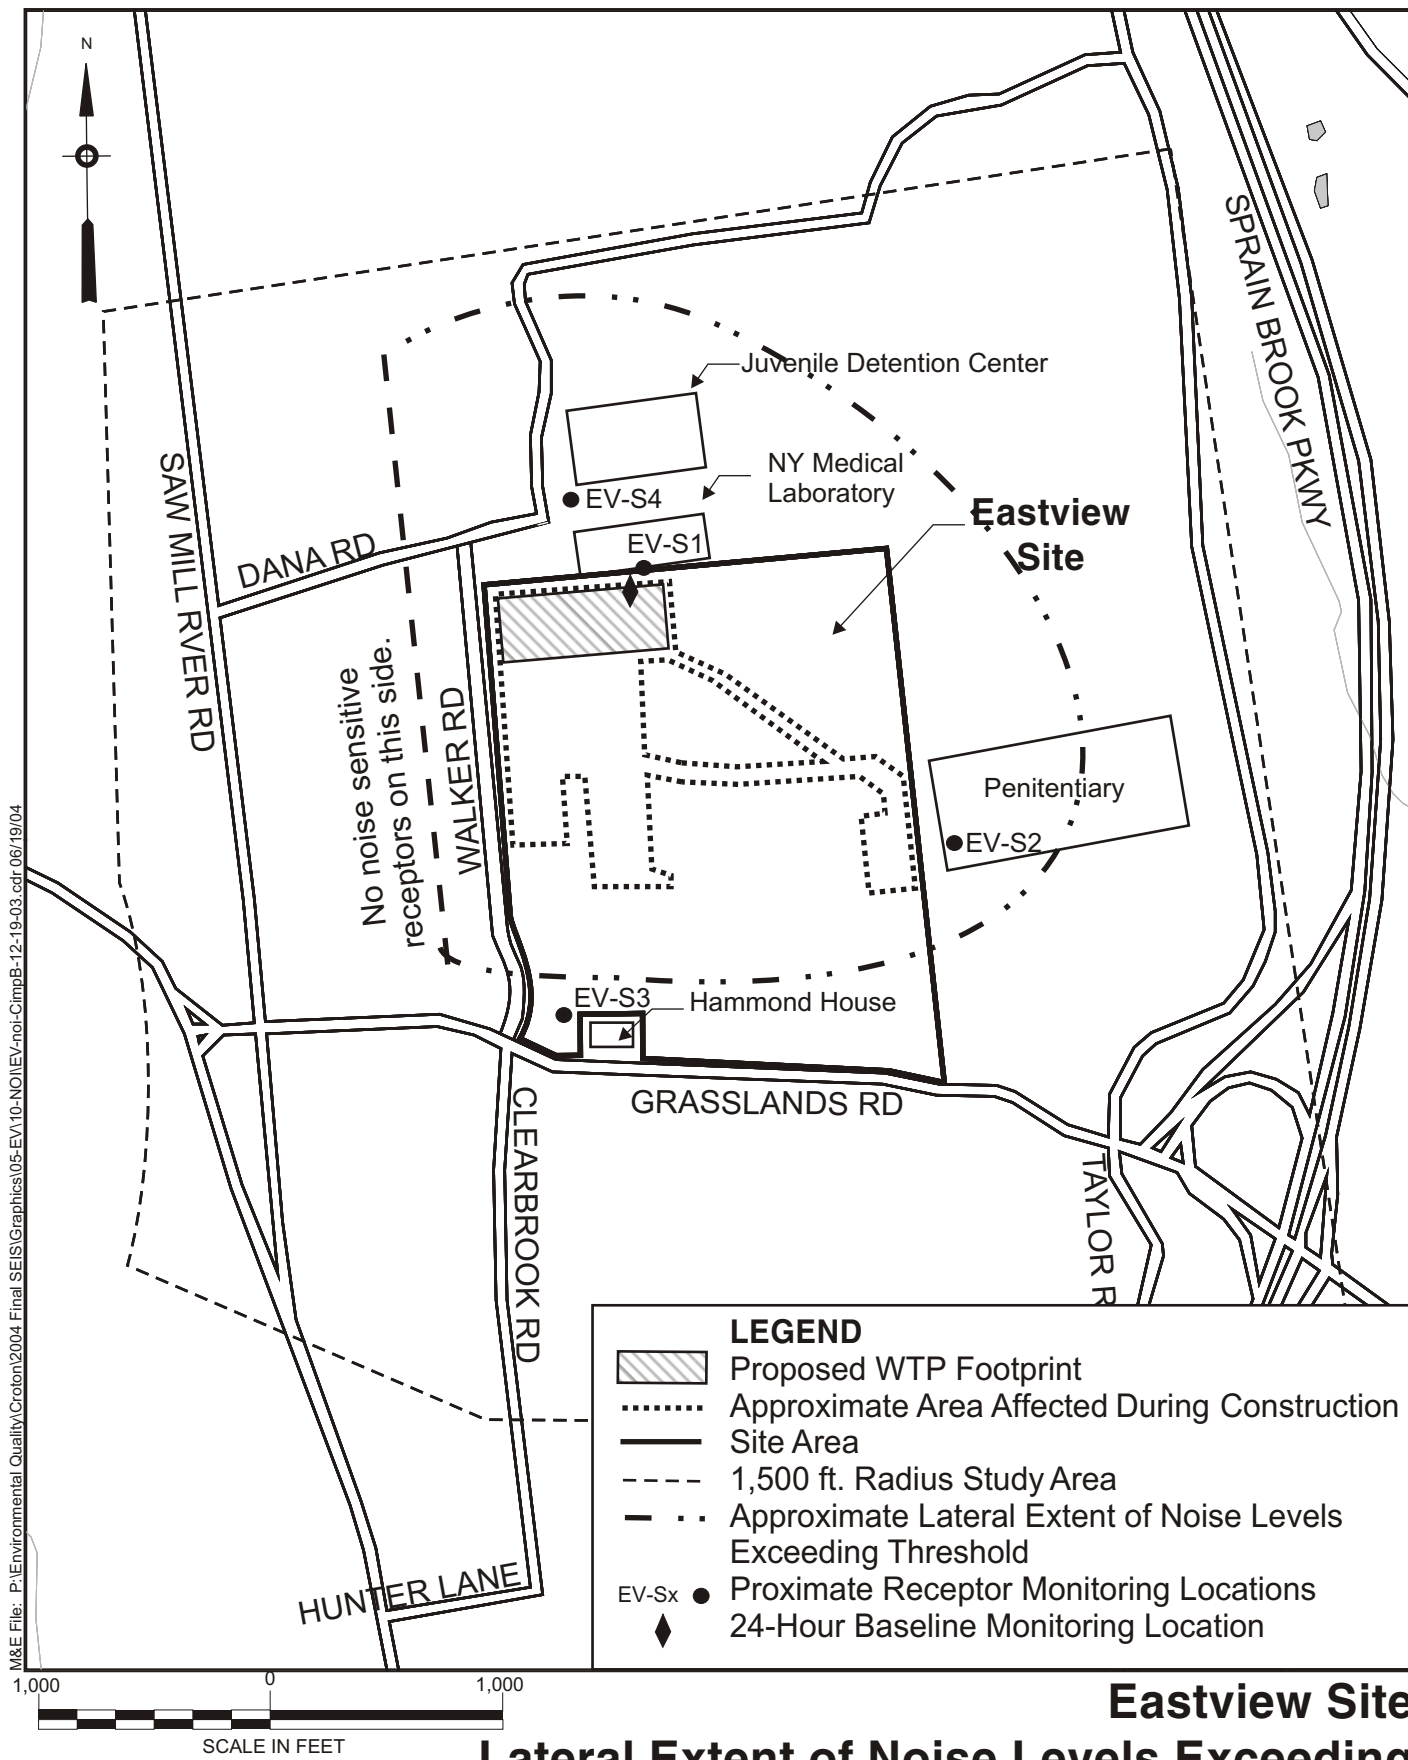 N
SPRAIN BROOK PKWY
Juvenile Detention Center
NY Medical
Laboratory
EV-S4
EV-S1
Eastview
Site
DANA RD
SAW MILL RVER RD
No noise sensitive
receptors on this side.
WALKER RD
Penitentiary
EV-S2
EV-S3
Hammond House
GRASSLANDS RD
CLEARBROOK RD
TAYLOR R
HUNTER LANE
LEGEND
Proposed WTP Footprint
Approximate Area Affected During Construction
Site Area
1,500 ft. Radius Study Area
Approximate Lateral Extent of Noise Levels
Exceeding Threshold
EV-Sx Proximate Receptor Monitoring Locations
24-Hour Baseline Monitoring Location
M&E File: P:\Environmental Quality\Croton\2004 Final SEIS\Graphics\05-EV\10-NOI\EV-noi-CimpB-12-19-03.cdr 06/19/04
1,000 0 1,000
SCALE IN FEET
Eastview Site
Lateral Extent of Noise Levels Exceeding